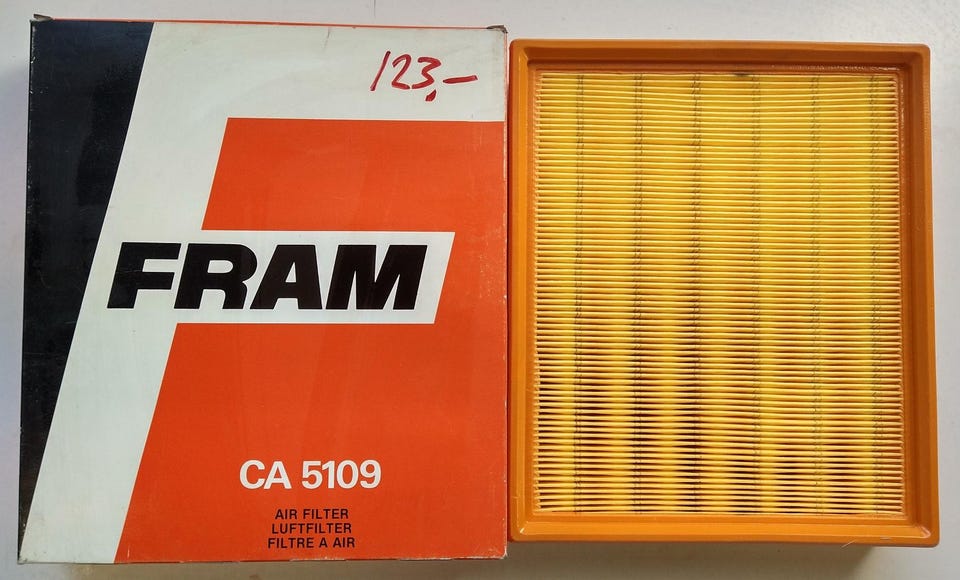 123,-
FRAM
CA 5109
AIR FILTER
LUFTFILTER
FILTRE A AIR